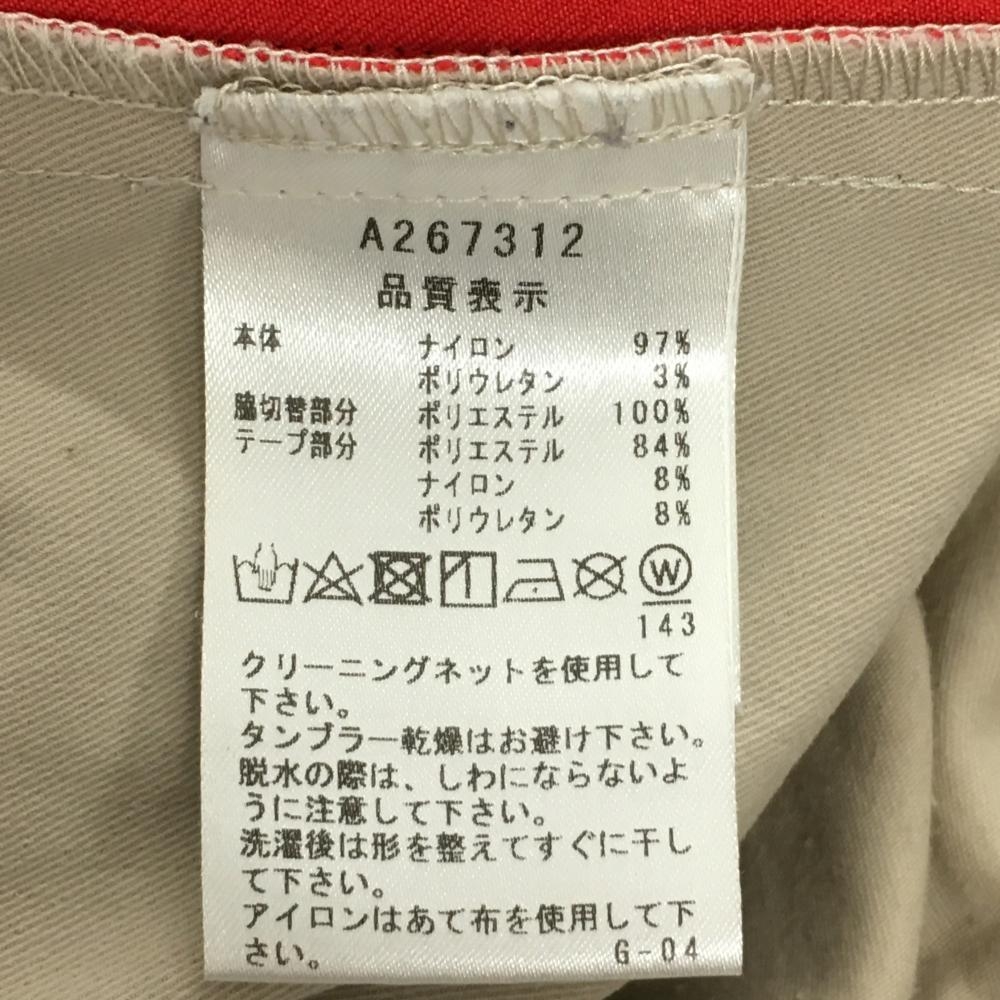 A267312
品質表示
本体 ナイロン 97%
ポリウレタン 3%
脇切替部分 ポリエステル 100%
テープ部分 ポリエステル 84%
ナイロン 8%
ポリウレタン 8%
W
143
クリーニングネットを使用して
下さい。
タンブラー乾燥はお避け下さい。
脱水の際は、しわにならないよ
うに注意して下さい。
洗濯後は形を整えてすぐに干し
て下さい。
アイロンはあて布を使用して下
さい。 G-04